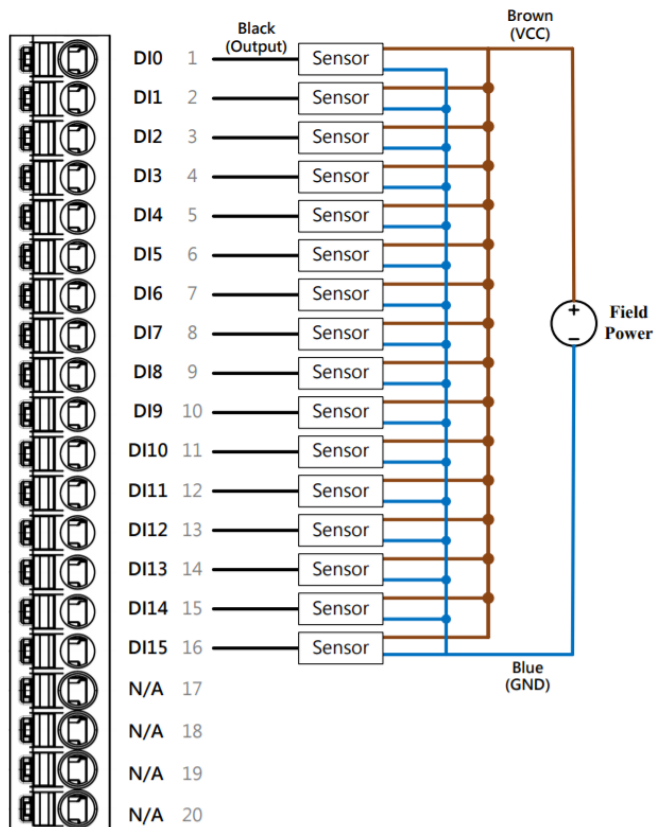 Black
(Output)
Brown
(VCC)
DI0 1 Sensor
DI1 2 Sensor
DI2 3 Sensor
DI3 4 Sensor
DI4 5 Sensor
DI5 6 Sensor
DI6 7 Sensor
+
Field
DI7 8 Sensor
Power
−
DI8 9 Sensor
DI9 10 Sensor
DI10 11 Sensor
DI11 12 Sensor
DI12 13 Sensor
DI13 14 Sensor
DI14 15 Sensor
DI15 16 Sensor
Blue
(GND)
N/A 17
N/A 18
N/A 19
N/A 20